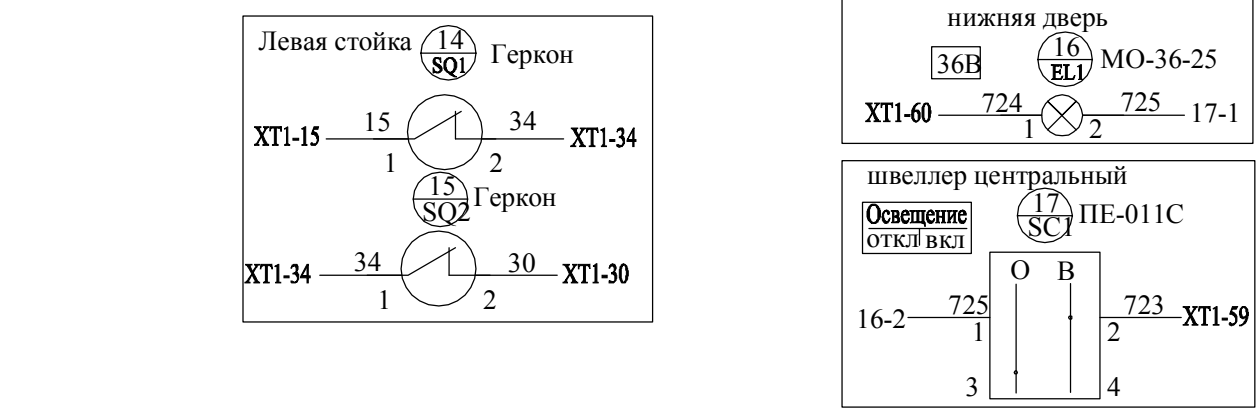 Левая стойка
14
SQ1
Геркон
XT1-15
15
34
XT1-34
1
2
15
SQ2
Геркон
XT1-34
34
30
XT1-30
1
2
нижняя дверь
36В
16
EL1
МО-36-25
XT1-60
724
725
17-1
1
2
швеллер центральный
Освещение
откл вкл
17
SC1
ПЕ-011С
О
В
16-2
725
723
XT1-59
1
2
3
4